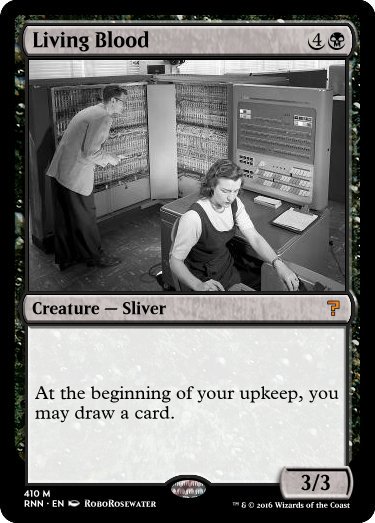 Living Blood 4
Creature — Sliver
At the beginning of your upkeep, you
may draw a card.
3/3
410 M
RNN • EN RoboRosewater
™ & © 2016 Wizards of the Coast